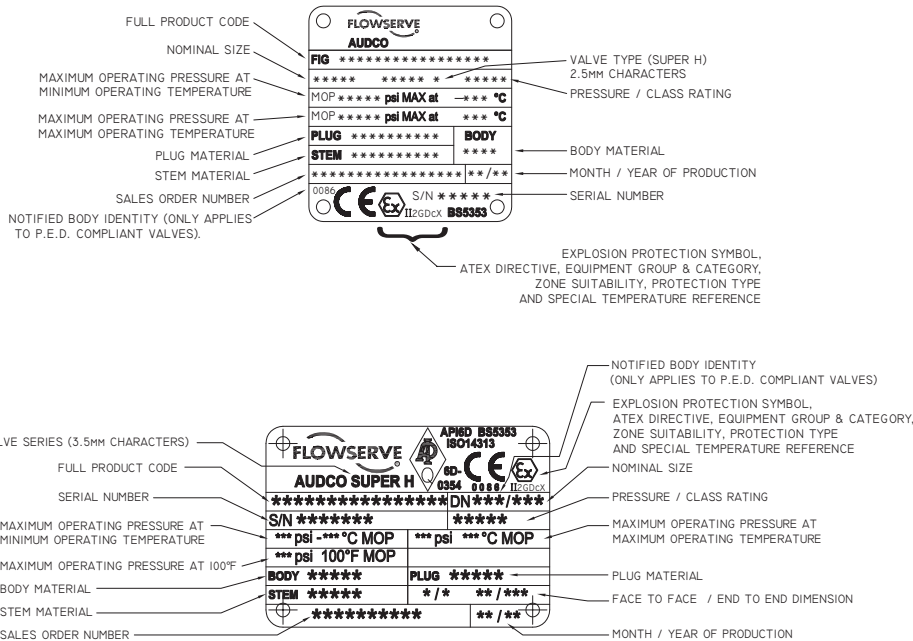 FULL PRODUCT CODE
NOMINAL SIZE
MAXIMUM OPERATING PRESSURE AT
MINIMUM OPERATING TEMPERATURE
MAXIMUM OPERATING PRESSURE AT
MAXIMUM OPERATING TEMPERATURE
PLUG MATERIAL
STEM MATERIAL
SALES ORDER NUMBER
NOTIFIED BODY IDENTITY (ONLY APPLIES
TO P.E.D. COMPLIANT VALVES).
FLOWSERVE
AUDCO
FIG *****************
***** ***** * *****
MOP ***** psi MAX at -*** °C
MOP ***** psi MAX at *** °C
PLUG ********** BODY
STEM ********** ****
***************** **/**
0086 CE Ex S/N *****
II2GDcX BS5353
VALVE TYPE (SUPER H)
2.5MM CHARACTERS
PRESSURE / CLASS RATING
BODY MATERIAL
MONTH / YEAR OF PRODUCTION
SERIAL NUMBER
EXPLOSION PROTECTION SYMBOL,
ATEX DIRECTIVE, EQUIPMENT GROUP & CATEGORY,
ZONE SUITABILITY, PROTECTION TYPE
AND SPECIAL TEMPERATURE REFERENCE
LVE SERIES (3.5MM CHARACTERS)
FULL PRODUCT CODE
SERIAL NUMBER
MAXIMUM OPERATING PRESSURE AT
MINIMUM OPERATING TEMPERATURE
MAXIMUM OPERATING PRESSURE AT 100°F
BODY MATERIAL
STEM MATERIAL
SALES ORDER NUMBER
FLOWSERVE
AUDCO SUPER H
API6D BS5353
ISO14313
6D-
0354 CE 0086/ Ex II2GDcX
**************** DN***/***
S/N ******* *****
*** psi -*** °C MOP *** psi *** °C MOP
*** psi 100°F MOP
BODY ***** PLUG *****
STEM ***** */* **/***
********** **/**
NOTIFIED BODY IDENTITY
(ONLY APPLIES TO P.E.D. COMPLIANT VALVES)
EXPLOSION PROTECTION SYMBOL,
ATEX DIRECTIVE, EQUIPMENT GROUP & CATEGORY,
ZONE SUITABILITY, PROTECTION TYPE
AND SPECIAL TEMPERATURE REFERENCE
NOMINAL SIZE
PRESSURE / CLASS RATING
MAXIMUM OPERATING PRESSURE AT
MAXIMUM OPERATING TEMPERATURE
PLUG MATERIAL
FACE TO FACE / END TO END DIMENSION
MONTH / YEAR OF PRODUCTION